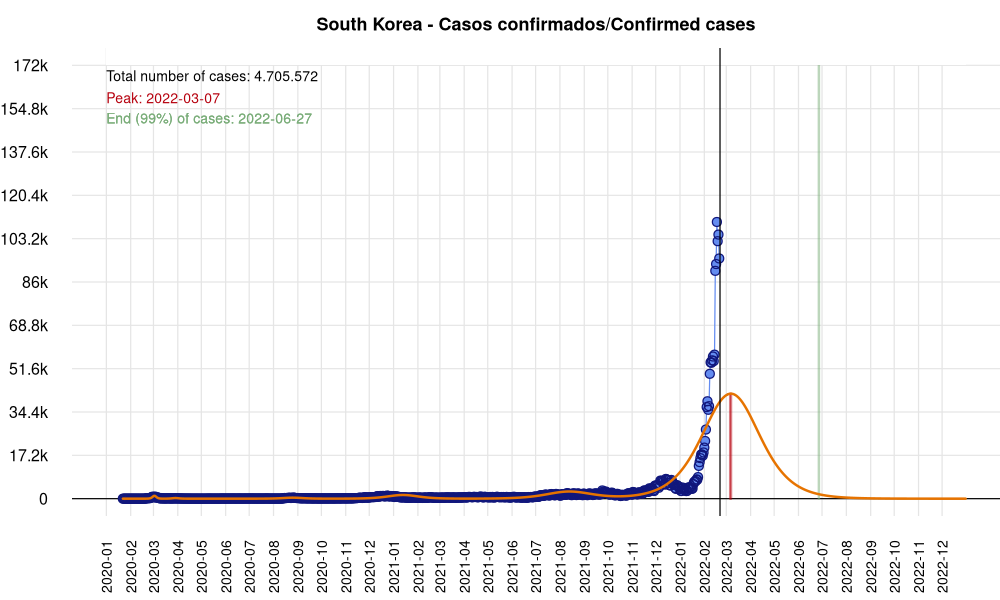 South Korea - Casos confirmados/Confirmed cases
172k
154.8k
137.6k
120.4k
103.2k
86k
68.8k
51.6k
34.4k
17.2k
0
Total number of cases: 4.705.572
Peak: 2022-03-07
End (99%) of cases: 2022-06-27
2020-01
2020-02
2020-03
2020-04
2020-05
2020-06
2020-07
2020-08
2020-09
2020-10
2020-11
2020-12
2021-01
2021-02
2021-03
2021-04
2021-05
2021-06
2021-07
2021-08
2021-09
2021-10
2021-11
2021-12
2022-01
2022-02
2022-03
2022-04
2022-05
2022-06
2022-07
2022-08
2022-09
2022-10
2022-11
2022-12